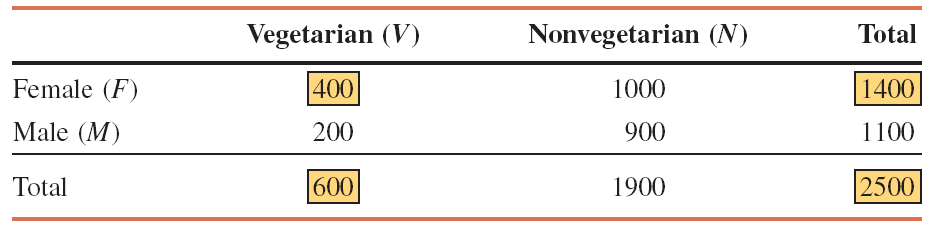 Vegetarian (V) Nonvegetarian (N) Total
Female (F) 400 1000 1400
Male (M) 200 900 1100
Total 600 1900 2500